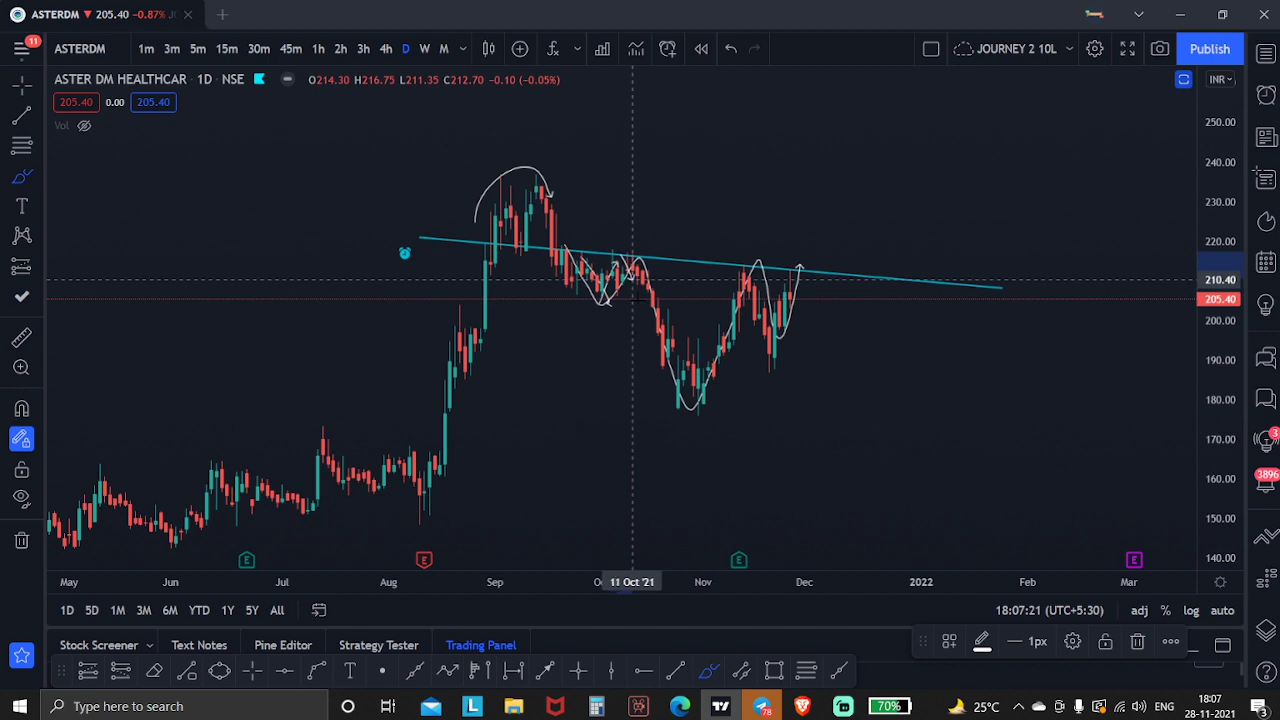 ASTERDM ▼ 205.40 -0.87%
11
ASTERDM
1m 3m 5m 15m 30m 45m 1h 2h 3h 4h D W M
JOURNEY 2 10L
Publish
ASTER DM HEALTHCAR · 1D · NSE
O214.30 H216.75 L211.35 C212.70 -0.10 (-0.05%)
INR
205.40 0.00 205.40
Vol
250.00
240.00
230.00
220.00
210.40
205.40
200.00
190.00
180.00
170.00
160.00
150.00
140.00
3
3896
E E E E
May Jun Jul Aug Sep 11 Oct '21 Nov Dec 2022 Feb Mar
1D 5D 1M 3M 6M YTD 1Y 5Y All
18:07:21 (UTC+5:30) adj % log auto
Stock Screener Text Notes Pine Editor Strategy Tester Trading Panel
1px
Type here to search
78
70%
25°C
ENG
18:07
28-11-2021
3